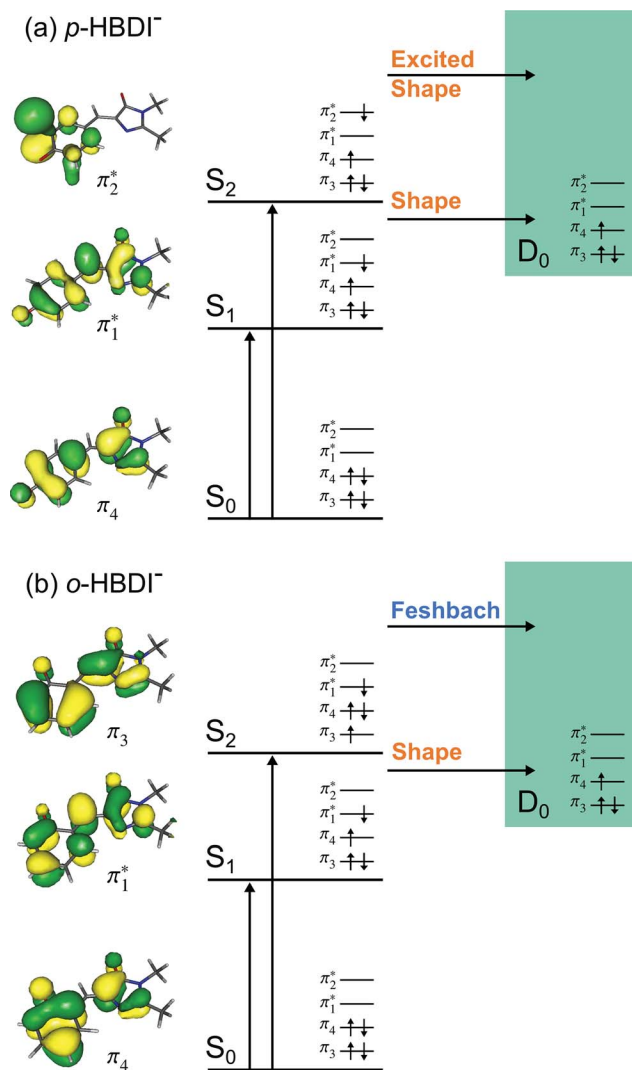 (a) p-HBDI⁻
Excited
Shape
π₂*
π₁*
π₄
π₃
S₂
π₂*
Shape
π₂*
π₁*
π₄
π₃
D₀
π₂*
π₁*
π₄
π₃
S₁
π₁*
π₂*
π₁*
π₄
π₃
S₀
π₄
(b) o-HBDI⁻
Feshbach
π₂*
π₁*
π₄
π₃
S₂
π₃
Shape
π₂*
π₁*
π₄
π₃
D₀
π₂*
π₁*
π₄
π₃
S₁
π₁*
π₂*
π₁*
π₄
π₃
S₀
π₄